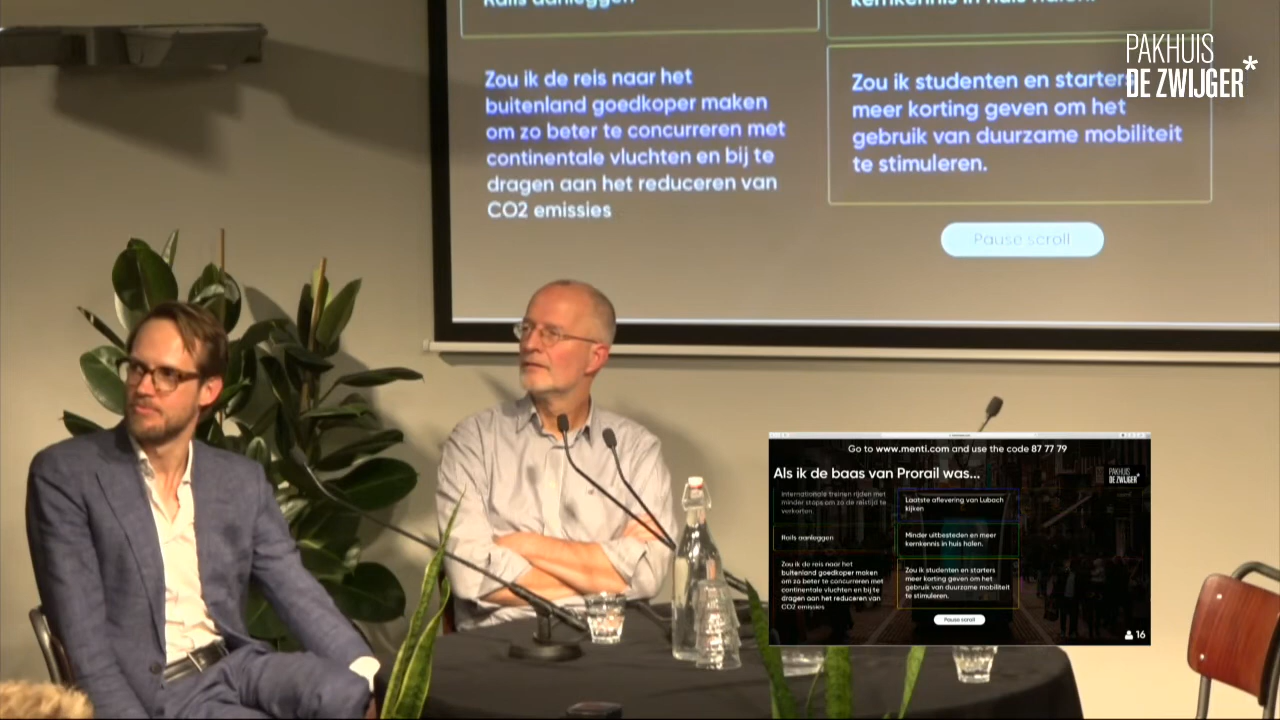 Rails aanleggen
kernkennis in huis halen.
PAKHUIS
DE ZWIJGER*
Zou ik de reis naar het
buitenland goedkoper maken
om zo beter te concurreren met
continentale vluchten en bij te
dragen aan het reduceren van
CO2 emissies
Zou ik studenten en starters
meer korting geven om het
gebruik van duurzame mobiliteit
te stimuleren.
Pause scroll
Go to www.menti.com and use the code 87 77 79
Als ik de baas van Prorail was...
PAKHUIS
DE ZWIJGER*
Internationale treinen rijden met
minder stops om zo de reistijd te
verkorten.
Rails aanleggen
Zou ik de reis naar het
buitenland goedkoper maken
om zo beter te concurreren met
continentale vluchten en bij te
dragen aan het reduceren van
CO2 emissies
Laatste aflevering van Lubach
kijken
Minder uitbesteden en meer
kernkennis in huis halen.
Zou ik studenten en starters
meer korting geven om het
gebruik van duurzame mobiliteit
te stimuleren.
Pause scroll
16